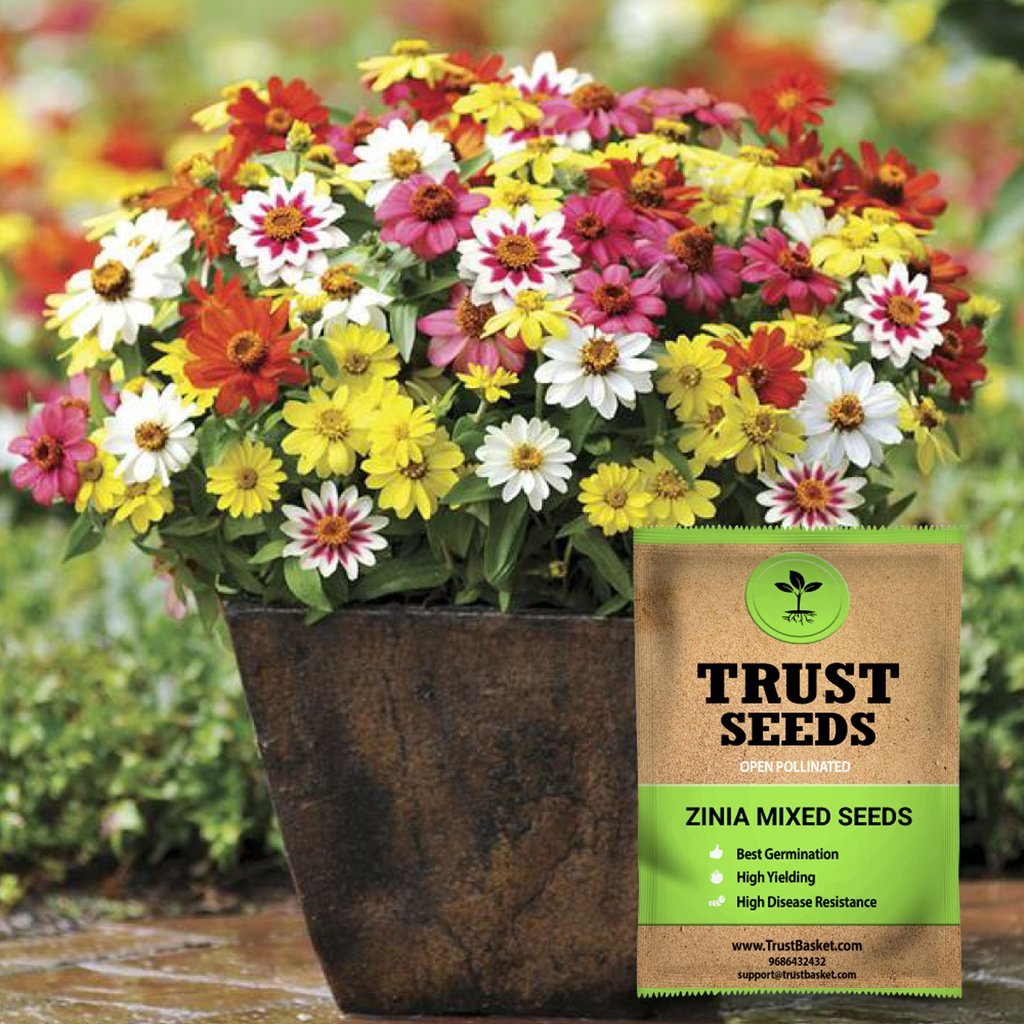 TRUST
SEEDS
OPEN POLLINATED
ZINIA MIXED SEEDS
Best Germination
High Yielding
High Disease Resistance
www.TrustBasket.com
9686432432
support@trustbasket.com